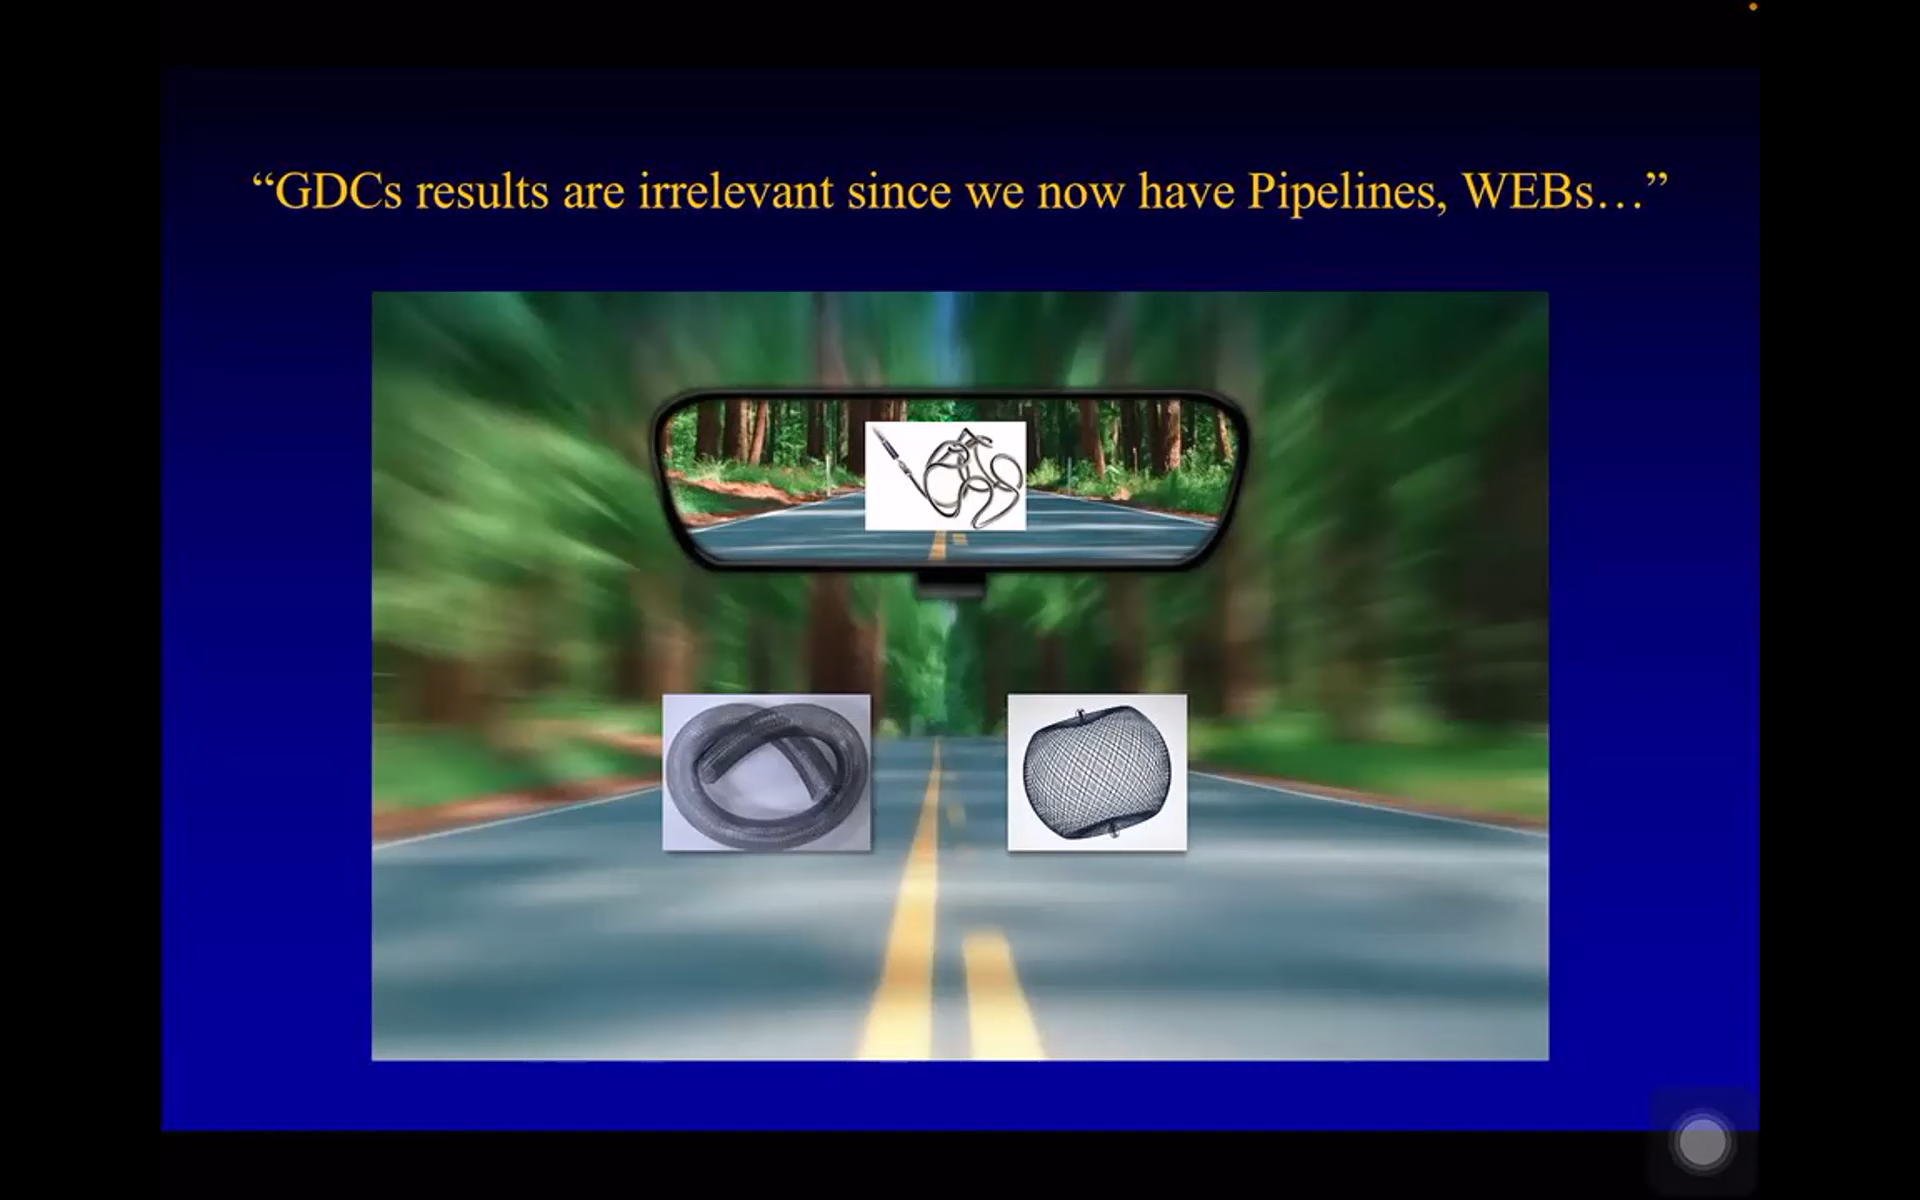 “GDCs results are irrelevant since we now have Pipelines, WEBs…”